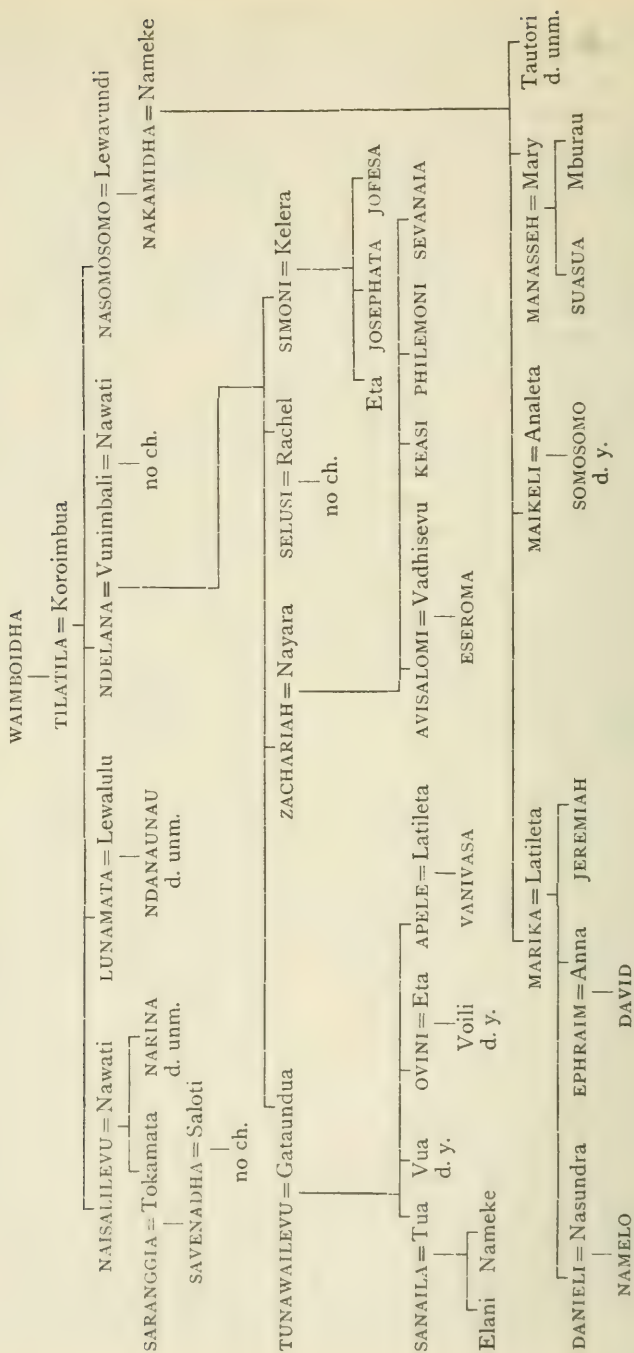 WAIMBOIDHA
TILATILA = Koroimbua
NAISALILEVU = Nawati LUNAMATA = Lewalulu NDELANA = Vunimbali = Nawati NASOMOSOMO = Lewavundi
SARANGGIA = Tokamata NARINA NDANAUNAU no ch. NAKAMIDHA = Nameke
d. unm. d. unm.
SAVENADHA = Saloti
no ch.
TUNAWAILEVU = Gataundua ZACHARIAH = Nayara SELUSI = Rachel SIMONI = Kelera
no ch. Eta JOSEPHATA JOFESA
SANAILA = Tua Vua OVINI = Eta APELE = Latileta AVISALOMI = Vadhisevu KEASI PHILEMONI SEVANAIA
d. y.
Elani Nameke Voili VANIVASA ESEROMA
d. y.
MARIKA = Latileta MAIKELI = Analeta MANASSEH = Mary Tautori
d. unm.
SOMOSOMO SUASUA Mburau
d. y.
DANIELI = Nasundra EPHRAIM = Anna JEREMIAH
NAMELO DAVID